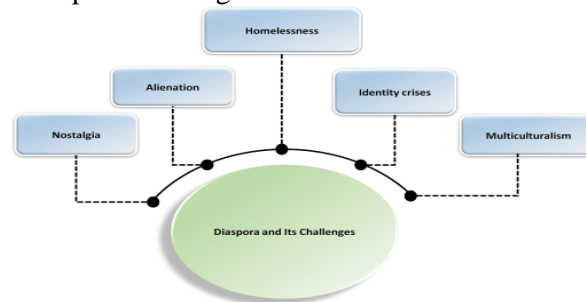 Homelessness
Alienation
Identity crises
Nostalgia
Multiculturalism
Diaspora and Its Challenges